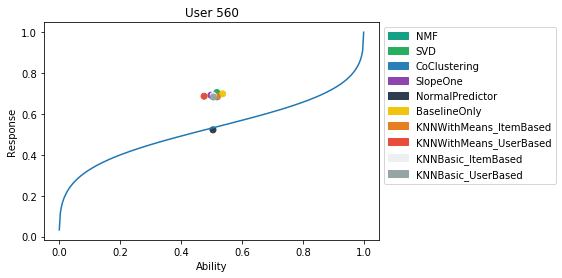 User 560
1.0
0.8
0.6
0.4
0.2
0.0
Response
0.0 0.2 0.4 0.6 0.8 1.0
Ability
NMF
SVD
CoClustering
SlopeOne
NormalPredictor
BaselineOnly
KNNWithMeans_ItemBased
KNNWithMeans_UserBased
KNNBasic_ItemBased
KNNBasic_UserBased